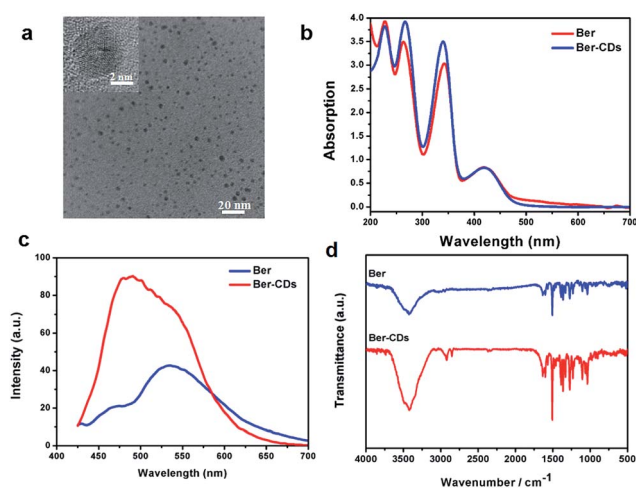 a
2 nm
20 nm
b
Ber
Ber-CDs
Absorption
4.0
3.5
3.0
2.5
2.0
1.5
1.0
0.5
0.0
200 300 400 500 600 700
Wavelength (nm)
c
Ber
Ber-CDs
Intensity (a.u.)
100
80
60
40
20
0
400 450 500 550 600 650 700
Wavelength (nm)
d
Ber
Ber-CDs
Transmittance (a.u.)
4000 3500 3000 2500 2000 1500 1000 500
Wavenumber / cm⁻¹